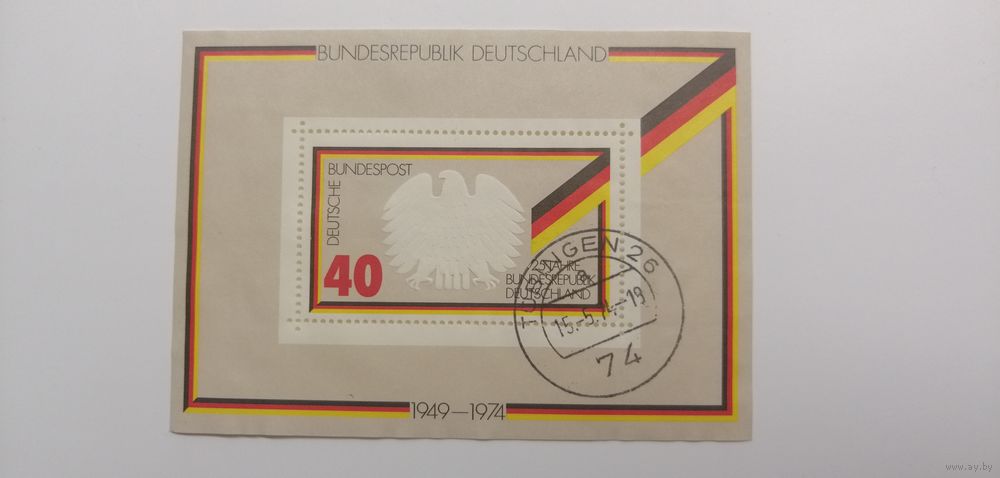 BUNDESREPUBLIK DEUTSCHLAND
DEUTSCHE
BUNDESPOST
40
25 JAHRE
BUNDESREPUBLIK
DEUTSCHLAND
26
a
15.-5.74-19
74
1949—1974
www.ay.by